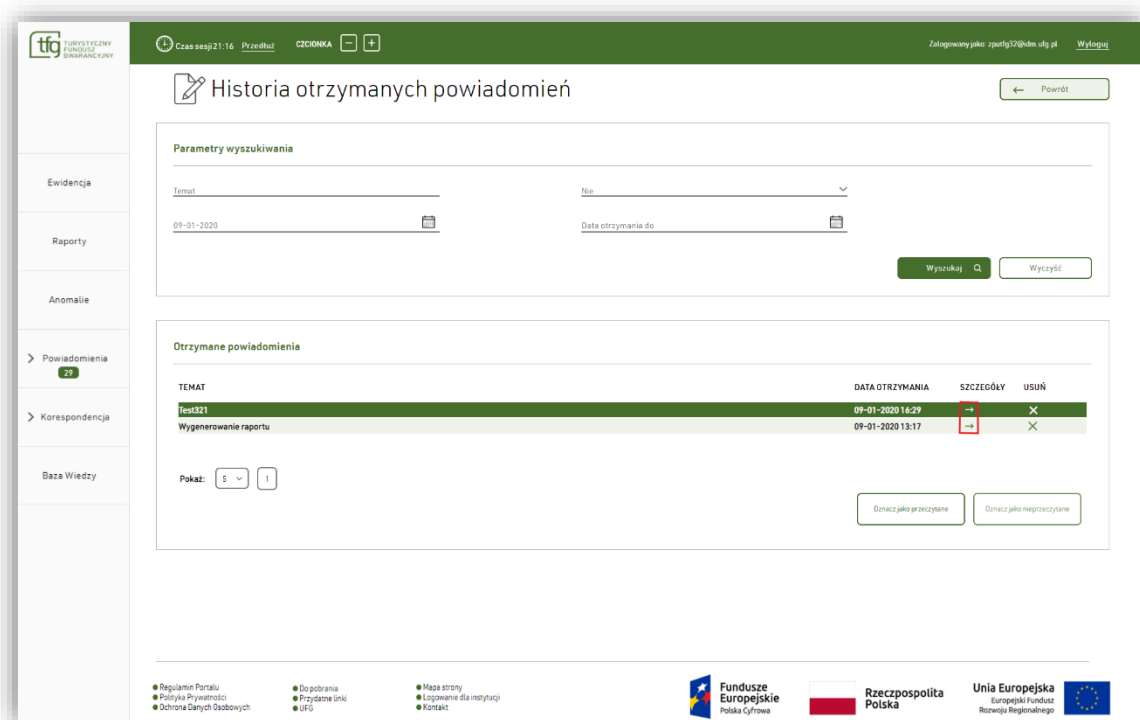 tfg TURYSTYCZNY
FUNDUSZ
GWARANCYJNY
Czas sesji 21:16 Przedłuż CZCIONKA − +
Zalogowany jako: zputfg32@idm.ufg.pl Wyloguj
Historia otrzymanych powiadomień
← Powrót
Ewidencja
Raporty
Anomalie
Powiadomienia
29
Korespondencja
Baza Wiedzy
Parametry wyszukiwania
Temat Nie
09-01-2020 Data otrzymania do
Wyszukaj Wyczyść
Otrzymane powiadomienia
TEMAT DATA OTRZYMANIA SZCZEGÓŁY USUŃ
Test321 09-01-2020 16:29 → ✕
Wygenerowanie raportu 09-01-2020 13:17 → ✕
Pokaż: 5 1
Oznacz jako przeczytane Oznacz jako nieprzeczytane
Regulamin Portalu
Polityka Prywatności
Ochrona Danych Osobowych
Do pobrania
Przydatne linki
UFG
Mapa strony
Logowanie dla instytucji
Kontakt
Fundusze
Europejskie
Polska Cyfrowa
Rzeczpospolita
Polska
Unia Europejska
Europejski Fundusz
Rozwoju Regionalnego